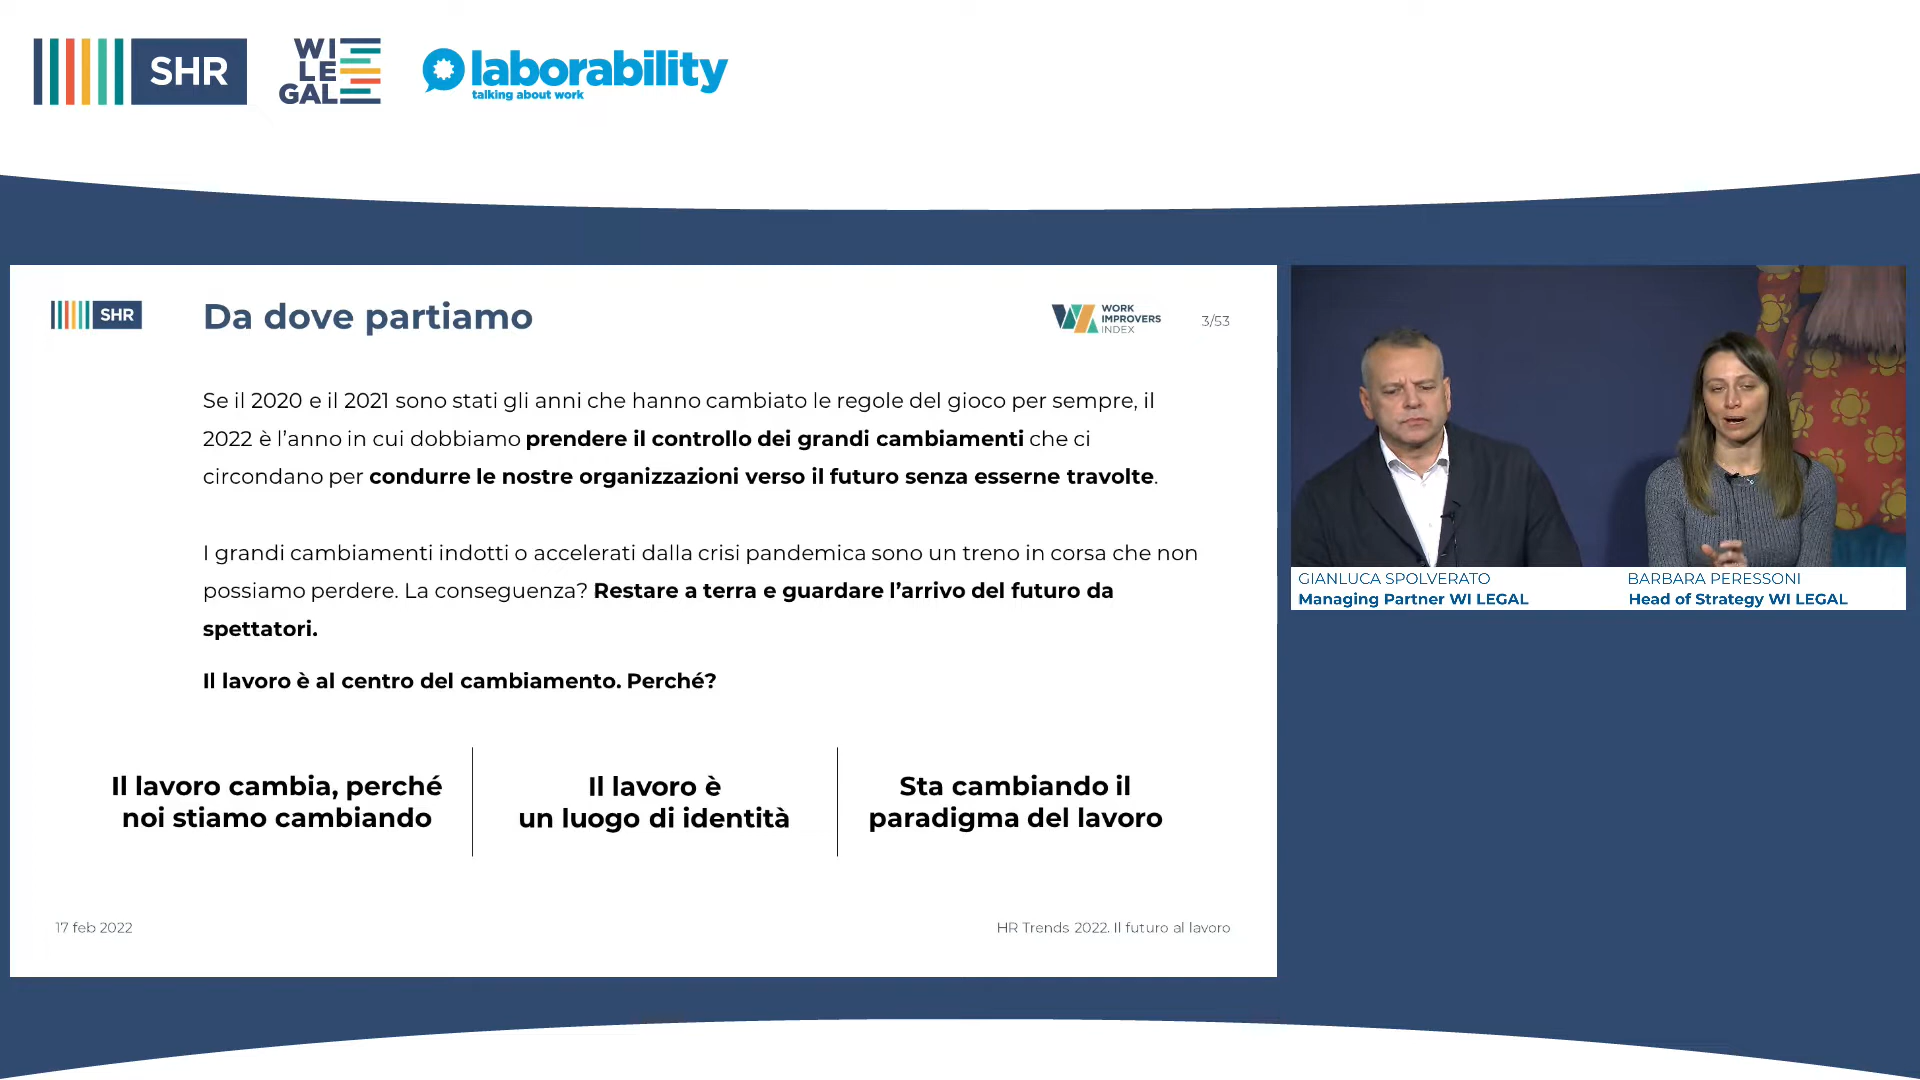 SHR
WI
LE
GAL
laborability
talking about work
SHR
Da dove partiamo
WORK
IMPROVERS
INDEX
3/53
Se il 2020 e il 2021 sono stati gli anni che hanno cambiato le regole del gioco per sempre, il
2022 è l’anno in cui dobbiamo prendere il controllo dei grandi cambiamenti che ci
circondano per condurre le nostre organizzazioni verso il futuro senza esserne travolte.
I grandi cambiamenti indotti o accelerati dalla crisi pandemica sono un treno in corsa che non
possiamo perdere. La conseguenza? Restare a terra e guardare l’arrivo del futuro da
spettatori.
Il lavoro è al centro del cambiamento. Perché?
Il lavoro cambia, perché
noi stiamo cambiando
Il lavoro è
un luogo di identità
Sta cambiando il
paradigma del lavoro
17 feb 2022
HR Trends 2022. Il futuro al lavoro
GIANLUCA SPOLVERATO
Managing Partner WI LEGAL
BARBARA PERESSONI
Head of Strategy WI LEGAL